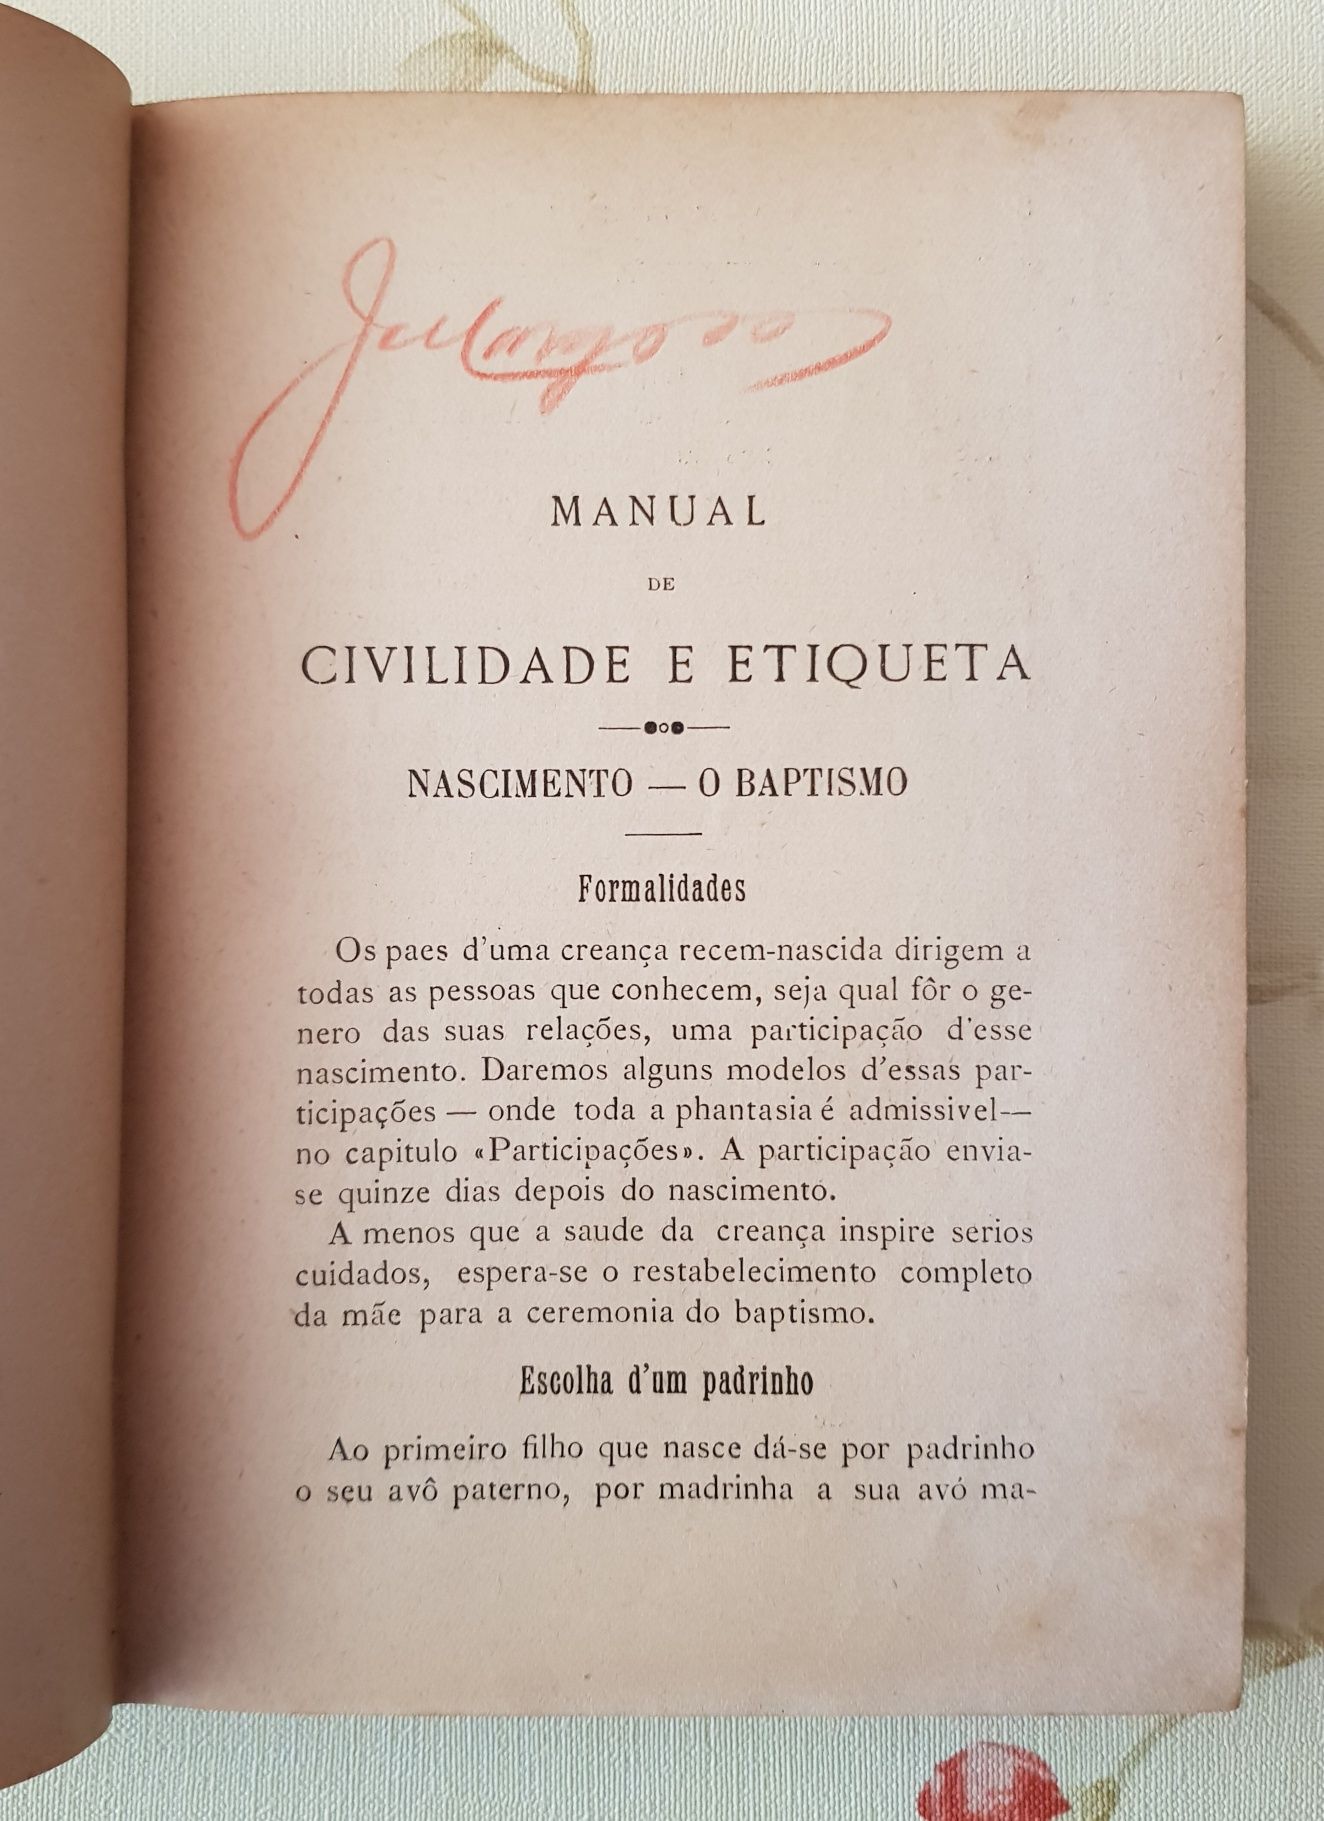 MANUAL
DE
CIVILIDADE E ETIQUETA
NASCIMENTO — O BAPTISMO
Formalidades
Os paes d'uma creança recem-nascida dirigem a
todas as pessoas que conhecem, seja qual fôr o ge-
nero das suas relações, uma participação d'esse
nascimento. Daremos alguns modelos d'essas par-
ticipações — onde toda a phantasia é admissivel—
no capitulo «Participações». A participação envia-
se quinze dias depois do nascimento.
A menos que a saude da creança inspire serios
cuidados, espera-se o restabelecimento completo
da mãe para a ceremonia do baptismo.
Escolha d'um padrinho
Ao primeiro filho que nasce dá-se por padrinho
o seu avô paterno, por madrinha a sua avó ma-